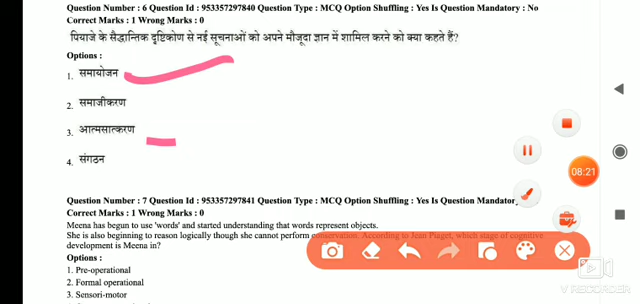 Question Number : 6 Question Id : 953357297840 Question Type : MCQ Option Shuffling : Yes Is Question Mandatory : No
Correct Marks : 1 Wrong Marks : 0
पियाजे के सैद्धान्तिक दृष्टिकोण से नई सूचनाओं को अपने मौजूदा ज्ञान में शामिल करने को क्या कहते हैं?
Options :
1. समायोजन
2. समाजीकरण
3. आत्मसात्करण
4. संगठन
08:21
Question Number : 7 Question Id : 953357297841 Question Type : MCQ Option Shuffling : Yes Is Question Mandatory
Correct Marks : 1 Wrong Marks : 0
Meena has begun to use 'words' and started understanding that words represent objects.
She is also beginning to reason logically though she cannot perform conservation. According to Jean Piaget, which stage of cognitive
development is Meena in?
Options :
1. Pre-operational
2. Formal operational
3. Sensori-motor
V RECORDER